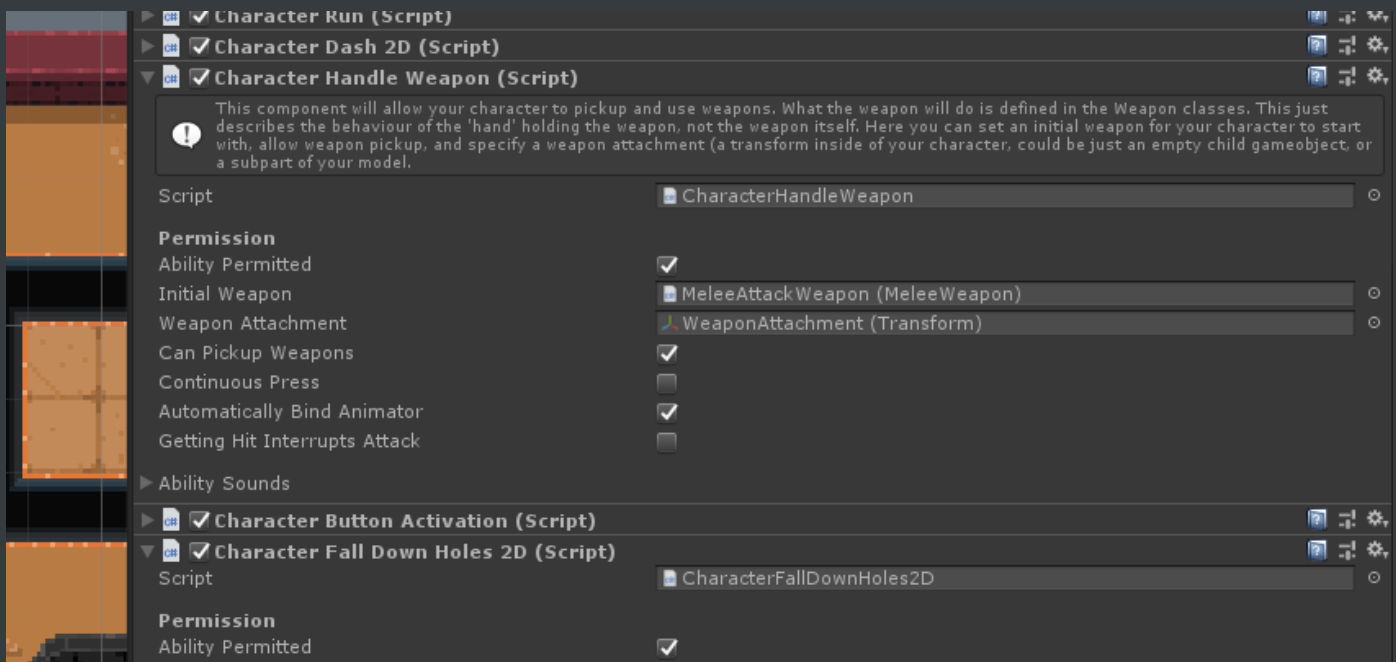 Character Run (Script)
Character Dash 2D (Script)
Character Handle Weapon (Script)
This component will allow your character to pickup and use weapons. What the weapon will do is defined in the Weapon classes. This just
describes the behaviour of the 'hand' holding the weapon, not the weapon itself. Here you can set an initial weapon for your character to start
with, allow weapon pickup, and specify a weapon attachment (a transform inside of your character, could be just an empty child gameobject, or
a subpart of your model.
Script CharacterHandleWeapon
Permission
Ability Permitted
Initial Weapon MeleeAttackWeapon (MeleeWeapon)
Weapon Attachment WeaponAttachment (Transform)
Can Pickup Weapons
Continuous Press
Automatically Bind Animator
Getting Hit Interrupts Attack
Ability Sounds
Character Button Activation (Script)
Character Fall Down Holes 2D (Script)
Script CharacterFallDownHoles2D
Permission
Ability Permitted